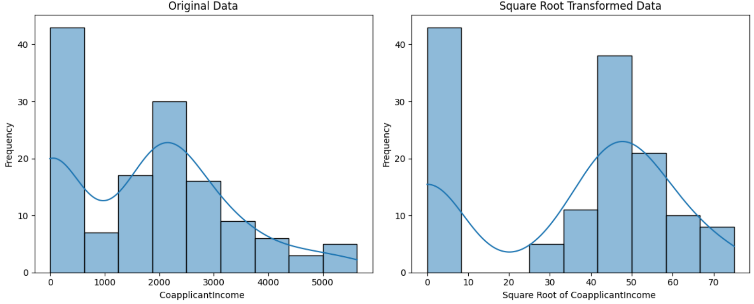 Original Data
Frequency
40
30
20
10
0
0 1000 2000 3000 4000 5000
CoapplicantIncome
Square Root Transformed Data
Frequency
40
30
20
10
0
0 10 20 30 40 50 60 70
Square Root of CoapplicantIncome